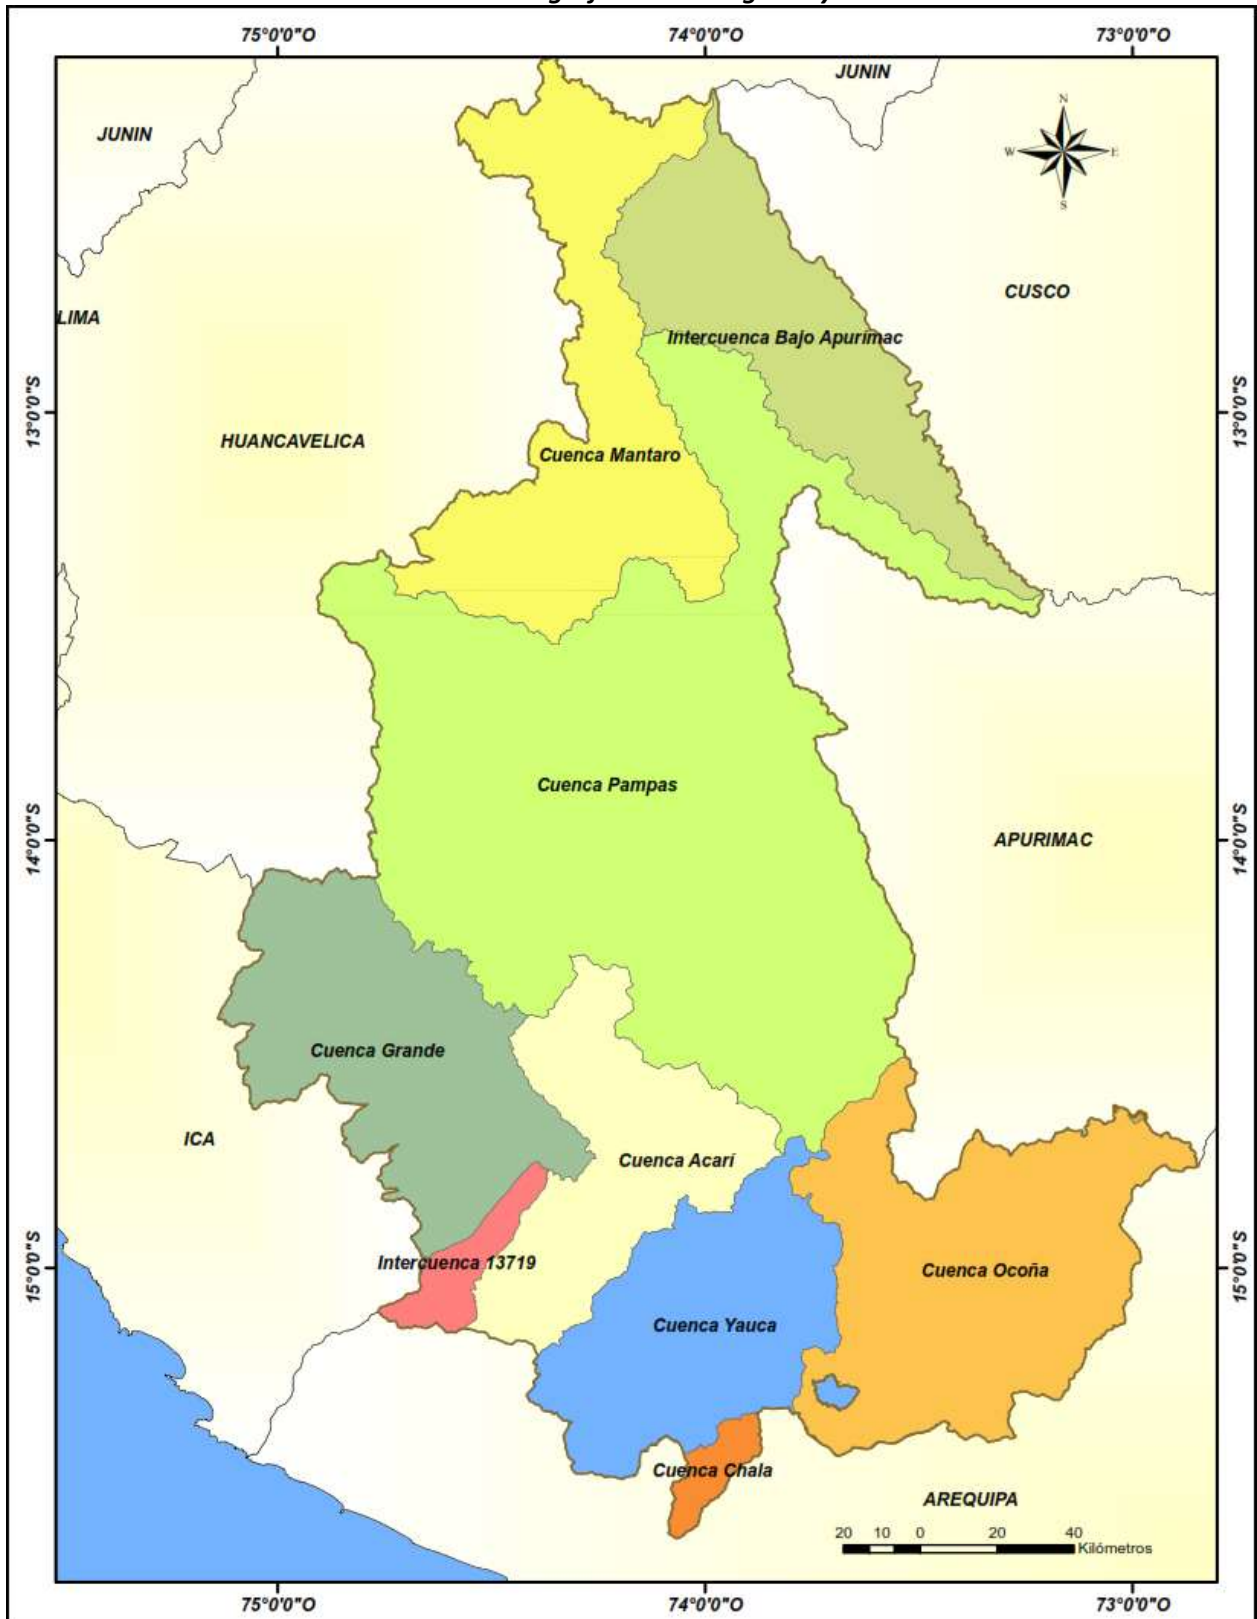 75°0'0"O 74°0'0"O 73°0'0"O
JUNIN
JUNIN
N
W E
S
CUSCO
LIMA
Intercuenca Bajo Apurímac
13°0'0"S 13°0'0"S
HUANCAVELICA
Cuenca Mantaro
Cuenca Pampas
14°0'0"S 14°0'0"S
APURIMAC
Cuenca Grande
ICA
Cuenca Acarí
Intercuenca 13719
15°0'0"S 15°0'0"S
Cuenca Ocoña
Cuenca Yauca
Cuenca Chala
AREQUIPA
20 10 0 20 40
Kilómetros
75°0'0"O 74°0'0"O 73°0'0"O